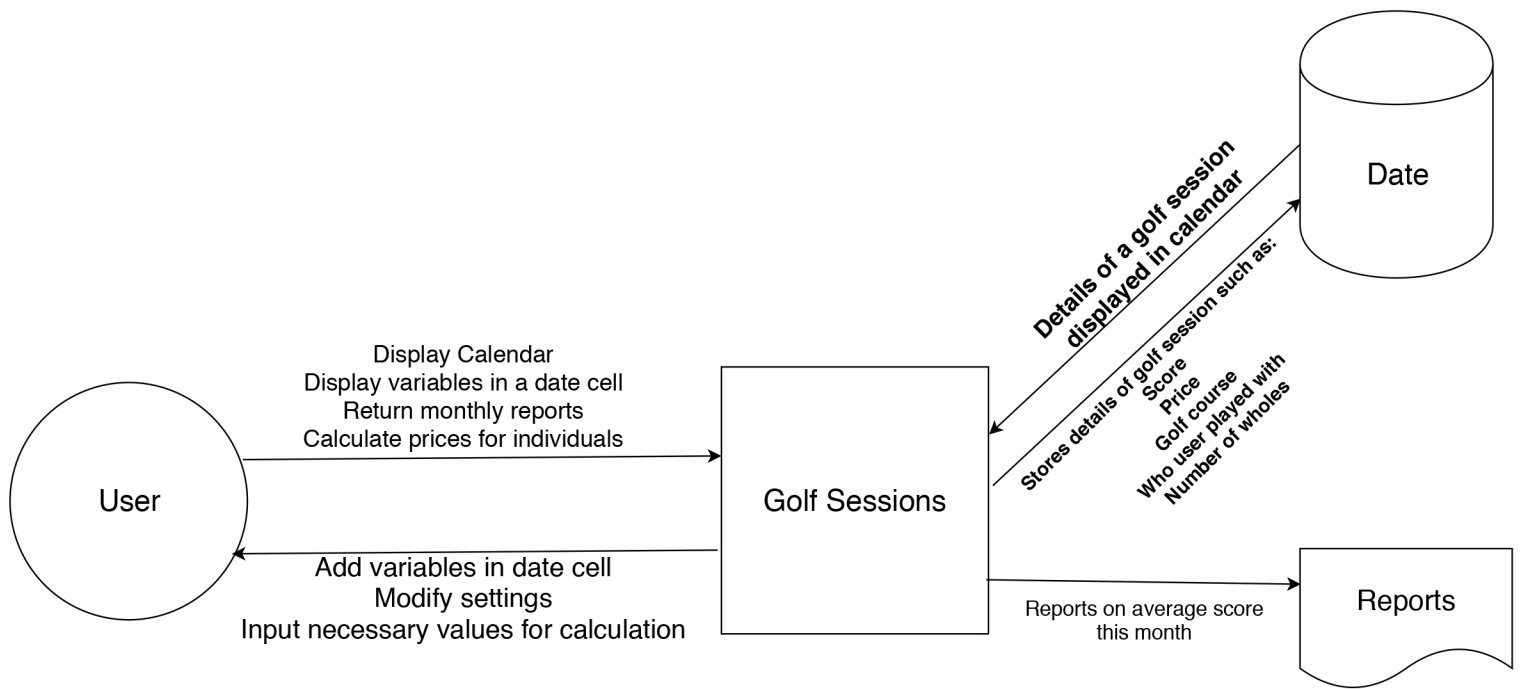 Date
Details of a golf session
displayed in calendar
Stores details of golf session such as:
Score
Price
Golf course
Who user played with
Number of wholes
Display Calendar
Display variables in a date cell
Return monthly reports
Calculate prices for individuals
User
Golf Sessions
Add variables in date cell
Modify settings
Input necessary values for calculation
Reports on average score
this month
Reports